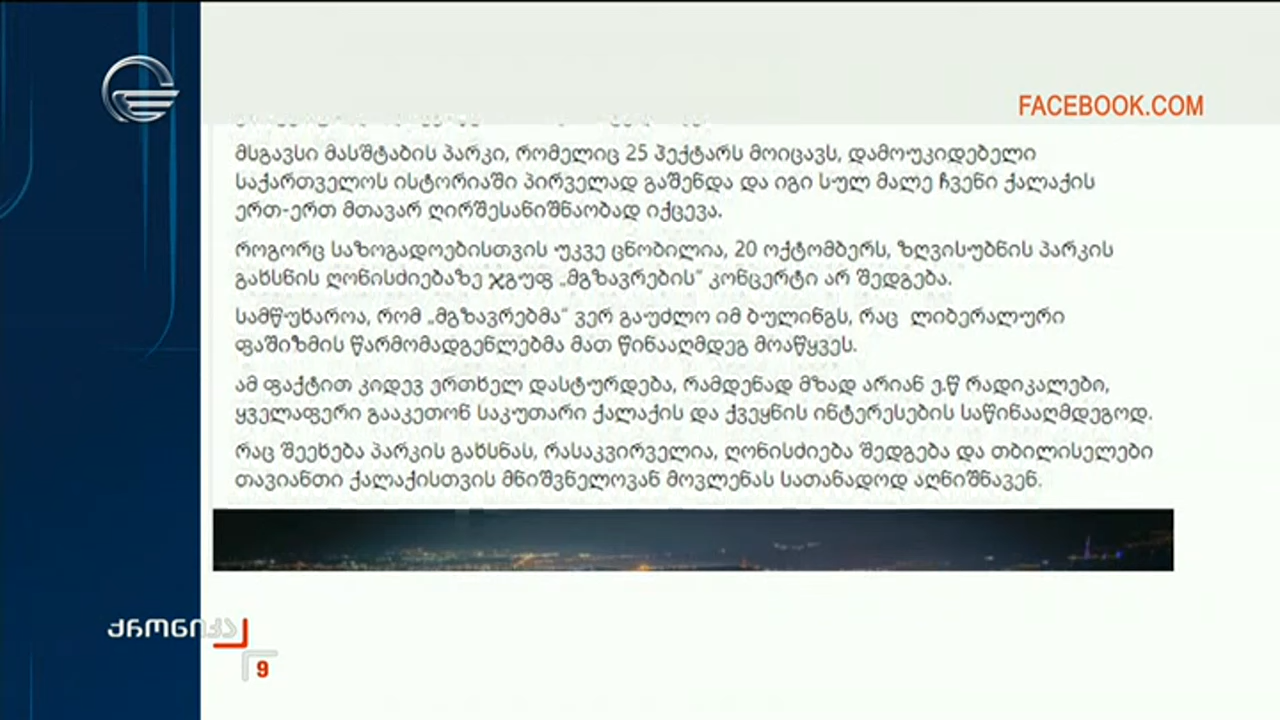 FACEBOOK.COM
მსგავსი მასშტაბის პარკი, რომელიც 25 ჰექტარს მოიცავს, დამოუკიდებელი
საქართველოს ისტორიაში პირველად გაშენდა და იგი სულ მალე ჩვენი ქალაქის
ერთ-ერთ მთავარ ღირშესანიშნაობად იქცევა.
როგორც საზოგადოებისთვის უკვე ცნობილია, 20 ოქტომბერს, ზღვისუბნის პარკის
გახსნის ღონისძიებაზე ჯგუფ „მგზავრების“ კონცერტი არ შედგება.
სამწუხაროა, რომ „მგზავრებმა“ ვერ გაუძლო იმ ბულინგს, რაც ლიბერალური
ფაშიზმის წარმომადგენლებმა მათ წინააღმდეგ მოაწყვეს.
ამ ფაქტით კიდევ ერთხელ დასტურდება, რამდენად მზად არიან ე.წ რადიკალები,
ყველაფერი გააკეთონ საკუთარი ქალაქის და ქვეყნის ინტერესების საწინააღმდეგოდ.
რაც შეეხება პარკის გახსნას, რასაკვირველია, ღონისძიება შედგება და თბილისელები
თავიანთი ქალაქისთვის მნიშვნელოვან მოვლენას სათანადოდ აღნიშნავენ.
ქრონიკა
9